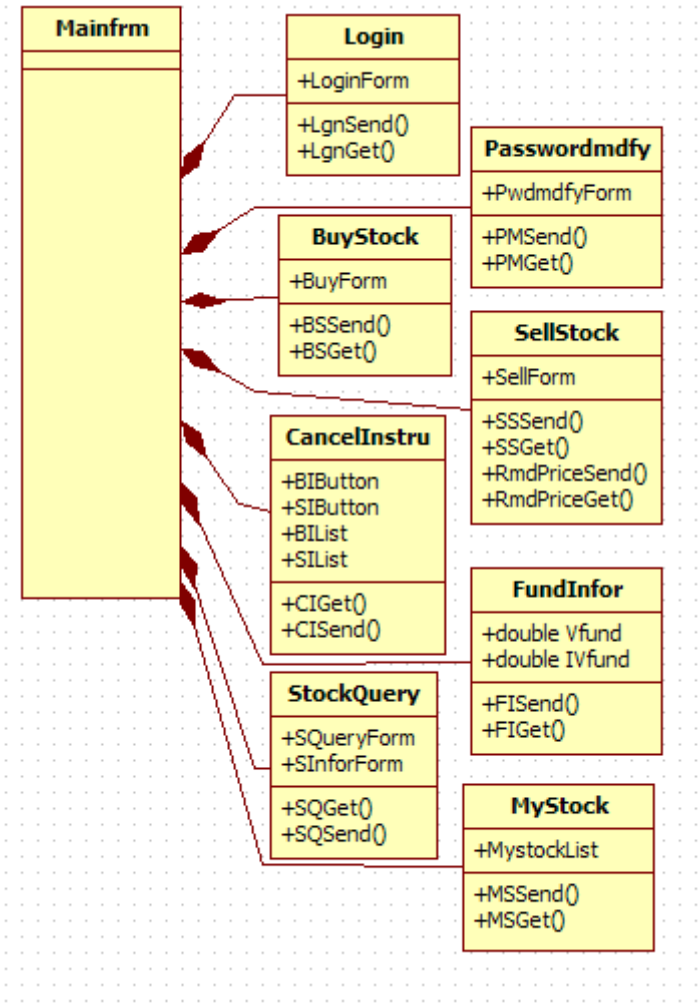 Mainfrm
Login
+LoginForm
+LgnSend()
+LgnGet()
Passwordmdfy
+PwdmdfyForm
+PMSend()
+PMGet()
BuyStock
+BuyForm
+BSSend()
+BSGet()
SellStock
+SellForm
+SSSend()
+SSGet()
+RmdPriceSend()
+RmdPriceGet()
CancelInstru
+BIButton
+SIButton
+BIList
+SIList
+CIGet()
+CISend()
FundInfor
+double Vfund
+double IVfund
+FISend()
+FIGet()
StockQuery
+SQueryForm
+SInforForm
+SQGet()
+SQSend()
MyStock
+MystockList
+MSSend()
+MSGet()